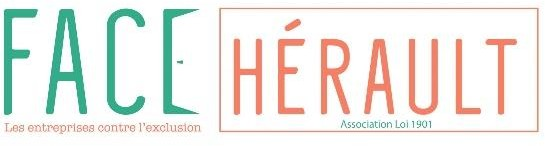 FACE
Les entreprises contre l'exclusion
HÉRAULT
Association Loi 1901